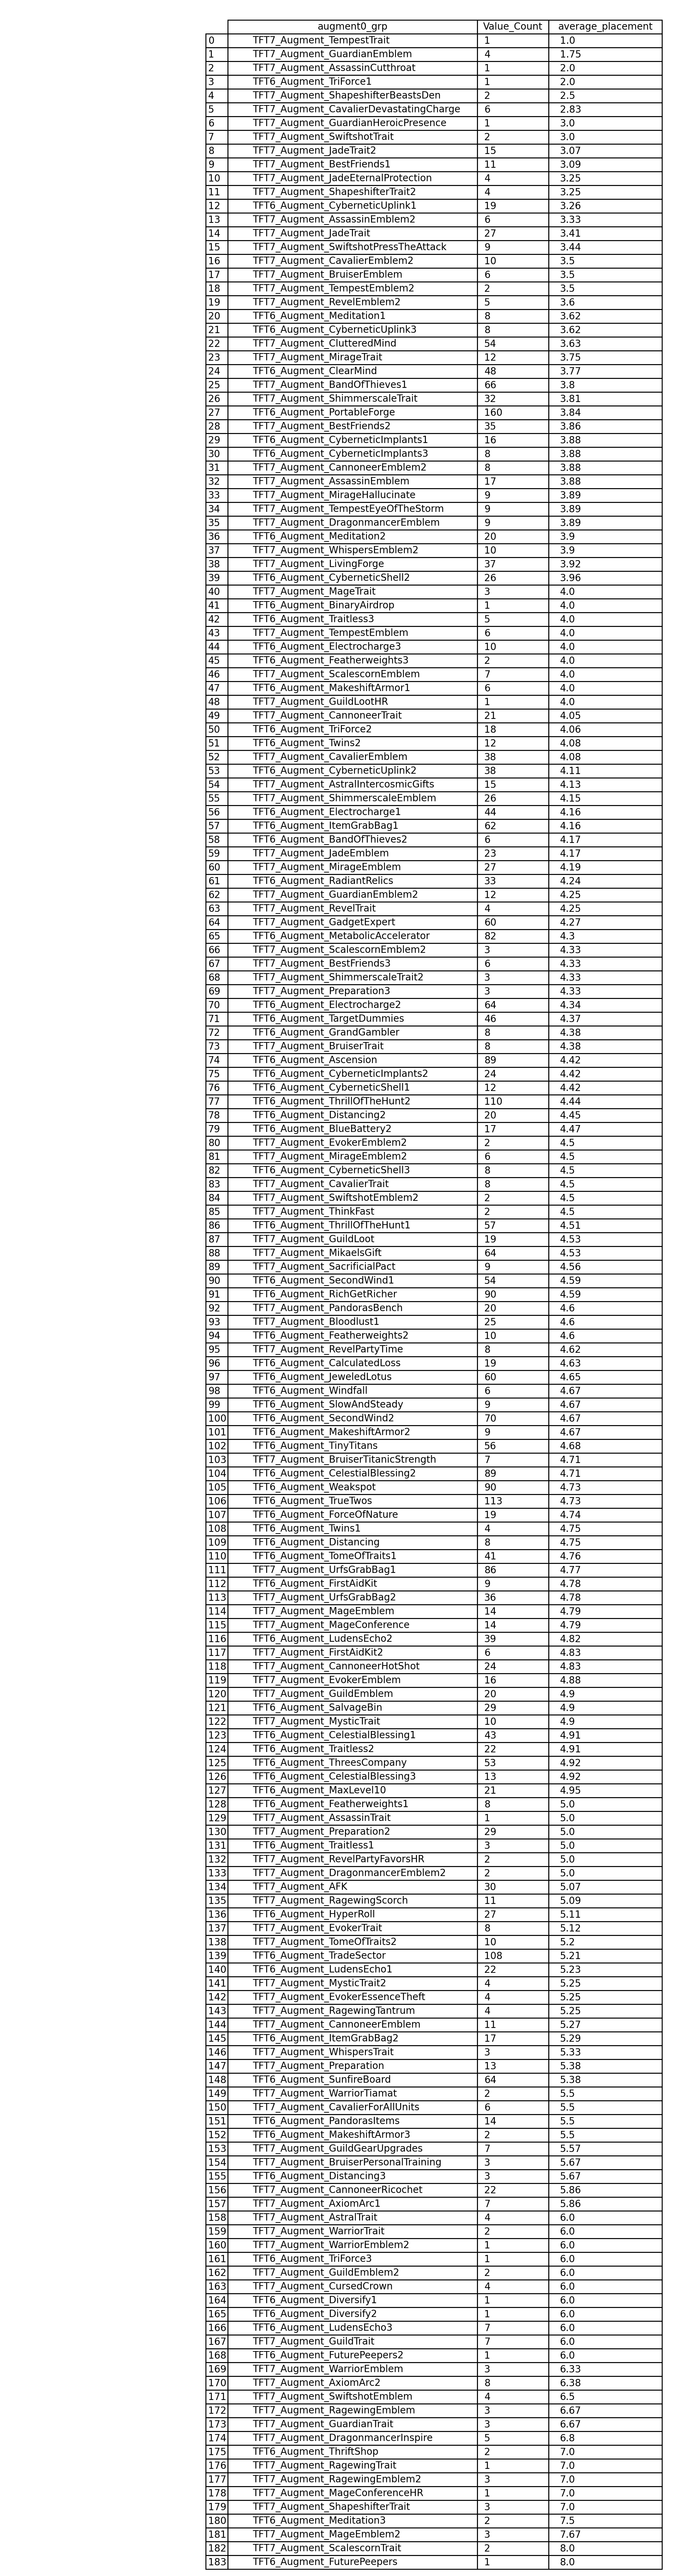 augment0_grp Value_Count average_placement
0 TFT7_Augment_TempestTrait 1 1.0
1 TFT7_Augment_GuardianEmblem 4 1.75
2 TFT7_Augment_AssassinCutthroat 1 2.0
3 TFT6_Augment_TriForce1 1 2.0
4 TFT7_Augment_ShapeshifterBeastsDen 2 2.5
5 TFT7_Augment_CavalierDevastatingCharge 6 2.83
6 TFT7_Augment_GuardianHeroicPresence 1 3.0
7 TFT7_Augment_SwiftshotTrait 2 3.0
8 TFT7_Augment_JadeTrait2 15 3.07
9 TFT7_Augment_BestFriends1 11 3.09
10 TFT7_Augment_JadeEternalProtection 4 3.25
11 TFT7_Augment_ShapeshifterTrait2 4 3.25
12 TFT6_Augment_CyberneticUplink1 19 3.26
13 TFT7_Augment_AssassinEmblem2 6 3.33
14 TFT7_Augment_JadeTrait 27 3.41
15 TFT7_Augment_SwiftshotPressTheAttack 9 3.44
16 TFT7_Augment_CavalierEmblem2 10 3.5
17 TFT7_Augment_BruiserEmblem 6 3.5
18 TFT7_Augment_TempestEmblem2 2 3.5
19 TFT7_Augment_RevelEmblem2 5 3.6
20 TFT6_Augment_Meditation1 8 3.62
21 TFT6_Augment_CyberneticUplink3 8 3.62
22 TFT7_Augment_ClutteredMind 54 3.63
23 TFT7_Augment_MirageTrait 12 3.75
24 TFT6_Augment_ClearMind 48 3.77
25 TFT6_Augment_BandOfThieves1 66 3.8
26 TFT7_Augment_ShimmerscaleTrait 32 3.81
27 TFT6_Augment_PortableForge 160 3.84
28 TFT7_Augment_BestFriends2 35 3.86
29 TFT6_Augment_CyberneticImplants1 16 3.88
30 TFT6_Augment_CyberneticImplants3 8 3.88
31 TFT7_Augment_CannoneerEmblem2 8 3.88
32 TFT7_Augment_AssassinEmblem 17 3.88
33 TFT7_Augment_MirageHallucinate 9 3.89
34 TFT7_Augment_TempestEyeOfTheStorm 9 3.89
35 TFT7_Augment_DragonmancerEmblem 9 3.89
36 TFT6_Augment_Meditation2 20 3.9
37 TFT7_Augment_WhispersEmblem2 10 3.9
38 TFT7_Augment_LivingForge 37 3.92
39 TFT6_Augment_CyberneticShell2 26 3.96
40 TFT7_Augment_MageTrait 3 4.0
41 TFT6_Augment_BinaryAirdrop 1 4.0
42 TFT6_Augment_Traitless3 5 4.0
43 TFT7_Augment_TempestEmblem 6 4.0
44 TFT6_Augment_Electrocharge3 10 4.0
45 TFT6_Augment_Featherweights3 2 4.0
46 TFT7_Augment_ScalescornEmblem 7 4.0
47 TFT6_Augment_MakeshiftArmor1 6 4.0
48 TFT7_Augment_GuildLootHR 1 4.0
49 TFT7_Augment_CannoneerTrait 21 4.05
50 TFT6_Augment_TriForce2 18 4.06
51 TFT6_Augment_Twins2 12 4.08
52 TFT7_Augment_CavalierEmblem 38 4.08
53 TFT6_Augment_CyberneticUplink2 38 4.11
54 TFT7_Augment_AstralIntercosmicGifts 15 4.13
55 TFT7_Augment_ShimmerscaleEmblem 26 4.15
56 TFT6_Augment_Electrocharge1 44 4.16
57 TFT6_Augment_ItemGrabBag1 62 4.16
58 TFT6_Augment_BandOfThieves2 6 4.17
59 TFT7_Augment_JadeEmblem 23 4.17
60 TFT7_Augment_MirageEmblem 27 4.19
61 TFT6_Augment_RadiantRelics 33 4.24
62 TFT7_Augment_GuardianEmblem2 12 4.25
63 TFT7_Augment_RevelTrait 4 4.25
64 TFT7_Augment_GadgetExpert 60 4.27
65 TFT6_Augment_MetabolicAccelerator 82 4.3
66 TFT7_Augment_ScalescornEmblem2 3 4.33
67 TFT7_Augment_BestFriends3 6 4.33
68 TFT7_Augment_ShimmerscaleTrait2 3 4.33
69 TFT7_Augment_Preparation3 3 4.33
70 TFT6_Augment_Electrocharge2 64 4.34
71 TFT6_Augment_TargetDummies 46 4.37
72 TFT6_Augment_GrandGambler 8 4.38
73 TFT7_Augment_BruiserTrait 8 4.38
74 TFT6_Augment_Ascension 89 4.42
75 TFT6_Augment_CyberneticImplants2 24 4.42
76 TFT6_Augment_CyberneticShell1 12 4.42
77 TFT6_Augment_ThrillOfTheHunt2 110 4.44
78 TFT6_Augment_Distancing2 20 4.45
79 TFT6_Augment_BlueBattery2 17 4.47
80 TFT7_Augment_EvokerEmblem2 2 4.5
81 TFT7_Augment_MirageEmblem2 6 4.5
82 TFT6_Augment_CyberneticShell3 8 4.5
83 TFT7_Augment_CavalierTrait 8 4.5
84 TFT7_Augment_SwiftshotEmblem2 2 4.5
85 TFT7_Augment_ThinkFast 2 4.5
86 TFT6_Augment_ThrillOfTheHunt1 57 4.51
87 TFT7_Augment_GuildLoot 19 4.53
88 TFT7_Augment_MikaelsGift 64 4.53
89 TFT7_Augment_SacrificialPact 9 4.56
90 TFT6_Augment_SecondWind1 54 4.59
91 TFT6_Augment_RichGetRicher 90 4.59
92 TFT7_Augment_PandorasBench 20 4.6
93 TFT7_Augment_Bloodlust1 25 4.6
94 TFT6_Augment_Featherweights2 10 4.6
95 TFT7_Augment_RevelPartyTime 8 4.62
96 TFT6_Augment_CalculatedLoss 19 4.63
97 TFT6_Augment_JeweledLotus 60 4.65
98 TFT6_Augment_Windfall 6 4.67
99 TFT6_Augment_SlowAndSteady 9 4.67
100 TFT6_Augment_SecondWind2 70 4.67
101 TFT6_Augment_MakeshiftArmor2 9 4.67
102 TFT6_Augment_TinyTitans 56 4.68
103 TFT7_Augment_BruiserTitanicStrength 7 4.71
104 TFT6_Augment_CelestialBlessing2 89 4.71
105 TFT6_Augment_Weakspot 90 4.73
106 TFT6_Augment_TrueTwos 113 4.73
107 TFT6_Augment_ForceOfNature 19 4.74
108 TFT6_Augment_Twins1 4 4.75
109 TFT6_Augment_Distancing 8 4.75
110 TFT6_Augment_TomeOfTraits1 41 4.76
111 TFT7_Augment_UrfsGrabBag1 86 4.77
112 TFT6_Augment_FirstAidKit 9 4.78
113 TFT7_Augment_UrfsGrabBag2 36 4.78
114 TFT7_Augment_MageEmblem 14 4.79
115 TFT7_Augment_MageConference 14 4.79
116 TFT6_Augment_LudensEcho2 39 4.82
117 TFT7_Augment_FirstAidKit2 6 4.83
118 TFT7_Augment_CannoneerHotShot 24 4.83
119 TFT7_Augment_EvokerEmblem 16 4.88
120 TFT7_Augment_GuildEmblem 20 4.9
121 TFT6_Augment_SalvageBin 29 4.9
122 TFT7_Augment_MysticTrait 10 4.9
123 TFT6_Augment_CelestialBlessing1 43 4.91
124 TFT6_Augment_Traitless2 22 4.91
125 TFT6_Augment_ThreesCompany 53 4.92
126 TFT6_Augment_CelestialBlessing3 13 4.92
127 TFT6_Augment_MaxLevel10 21 4.95
128 TFT6_Augment_Featherweights1 8 5.0
129 TFT7_Augment_AssassinTrait 1 5.0
130 TFT7_Augment_Preparation2 29 5.0
131 TFT6_Augment_Traitless1 3 5.0
132 TFT7_Augment_RevelPartyFavorsHR 2 5.0
133 TFT7_Augment_DragonmancerEmblem2 2 5.0
134 TFT7_Augment_AFK 30 5.07
135 TFT7_Augment_RagewingScorch 11 5.09
136 TFT6_Augment_HyperRoll 27 5.11
137 TFT7_Augment_EvokerTrait 8 5.12
138 TFT7_Augment_TomeOfTraits2 10 5.2
139 TFT6_Augment_TradeSector 108 5.21
140 TFT6_Augment_LudensEcho1 22 5.23
141 TFT7_Augment_MysticTrait2 4 5.25
142 TFT7_Augment_EvokerEssenceTheft 4 5.25
143 TFT7_Augment_RagewingTantrum 4 5.25
144 TFT7_Augment_CannoneerEmblem 11 5.27
145 TFT6_Augment_ItemGrabBag2 17 5.29
146 TFT7_Augment_WhispersTrait 3 5.33
147 TFT7_Augment_Preparation 13 5.38
148 TFT6_Augment_SunfireBoard 64 5.38
149 TFT7_Augment_WarriorTiamat 2 5.5
150 TFT7_Augment_CavalierForAllUnits 6 5.5
151 TFT6_Augment_PandorasItems 14 5.5
152 TFT6_Augment_MakeshiftArmor3 2 5.5
153 TFT7_Augment_GuildGearUpgrades 7 5.57
154 TFT7_Augment_BruiserPersonalTraining 3 5.67
155 TFT6_Augment_Distancing3 3 5.67
156 TFT7_Augment_CannoneerRicochet 22 5.86
157 TFT7_Augment_AxiomArc1 7 5.86
158 TFT7_Augment_AstralTrait 4 6.0
159 TFT7_Augment_WarriorTrait 2 6.0
160 TFT7_Augment_WarriorEmblem2 1 6.0
161 TFT6_Augment_TriForce3 1 6.0
162 TFT7_Augment_GuildEmblem2 2 6.0
163 TFT7_Augment_CursedCrown 4 6.0
164 TFT6_Augment_Diversify1 1 6.0
165 TFT6_Augment_Diversify2 1 6.0
166 TFT6_Augment_LudensEcho3 7 6.0
167 TFT7_Augment_GuildTrait 7 6.0
168 TFT6_Augment_FuturePeepers2 1 6.0
169 TFT7_Augment_WarriorEmblem 3 6.33
170 TFT7_Augment_AxiomArc2 8 6.38
171 TFT7_Augment_SwiftshotEmblem 4 6.5
172 TFT7_Augment_RagewingEmblem 3 6.67
173 TFT7_Augment_GuardianTrait 3 6.67
174 TFT7_Augment_DragonmancerInspire 5 6.8
175 TFT6_Augment_ThriftShop 2 7.0
176 TFT7_Augment_RagewingTrait 1 7.0
177 TFT7_Augment_RagewingEmblem2 3 7.0
178 TFT7_Augment_MageConferenceHR 1 7.0
179 TFT7_Augment_ShapeshifterTrait 3 7.0
180 TFT6_Augment_Meditation3 2 7.5
181 TFT7_Augment_MageEmblem2 3 7.67
182 TFT7_Augment_ScalescornTrait 2 8.0
183 TFT6_Augment_FuturePeepers 1 8.0